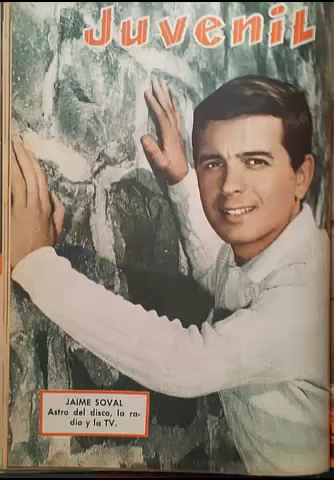 Juvenil
JAIME SOVAL
Astro del disco, la ra-
dio y la TV.